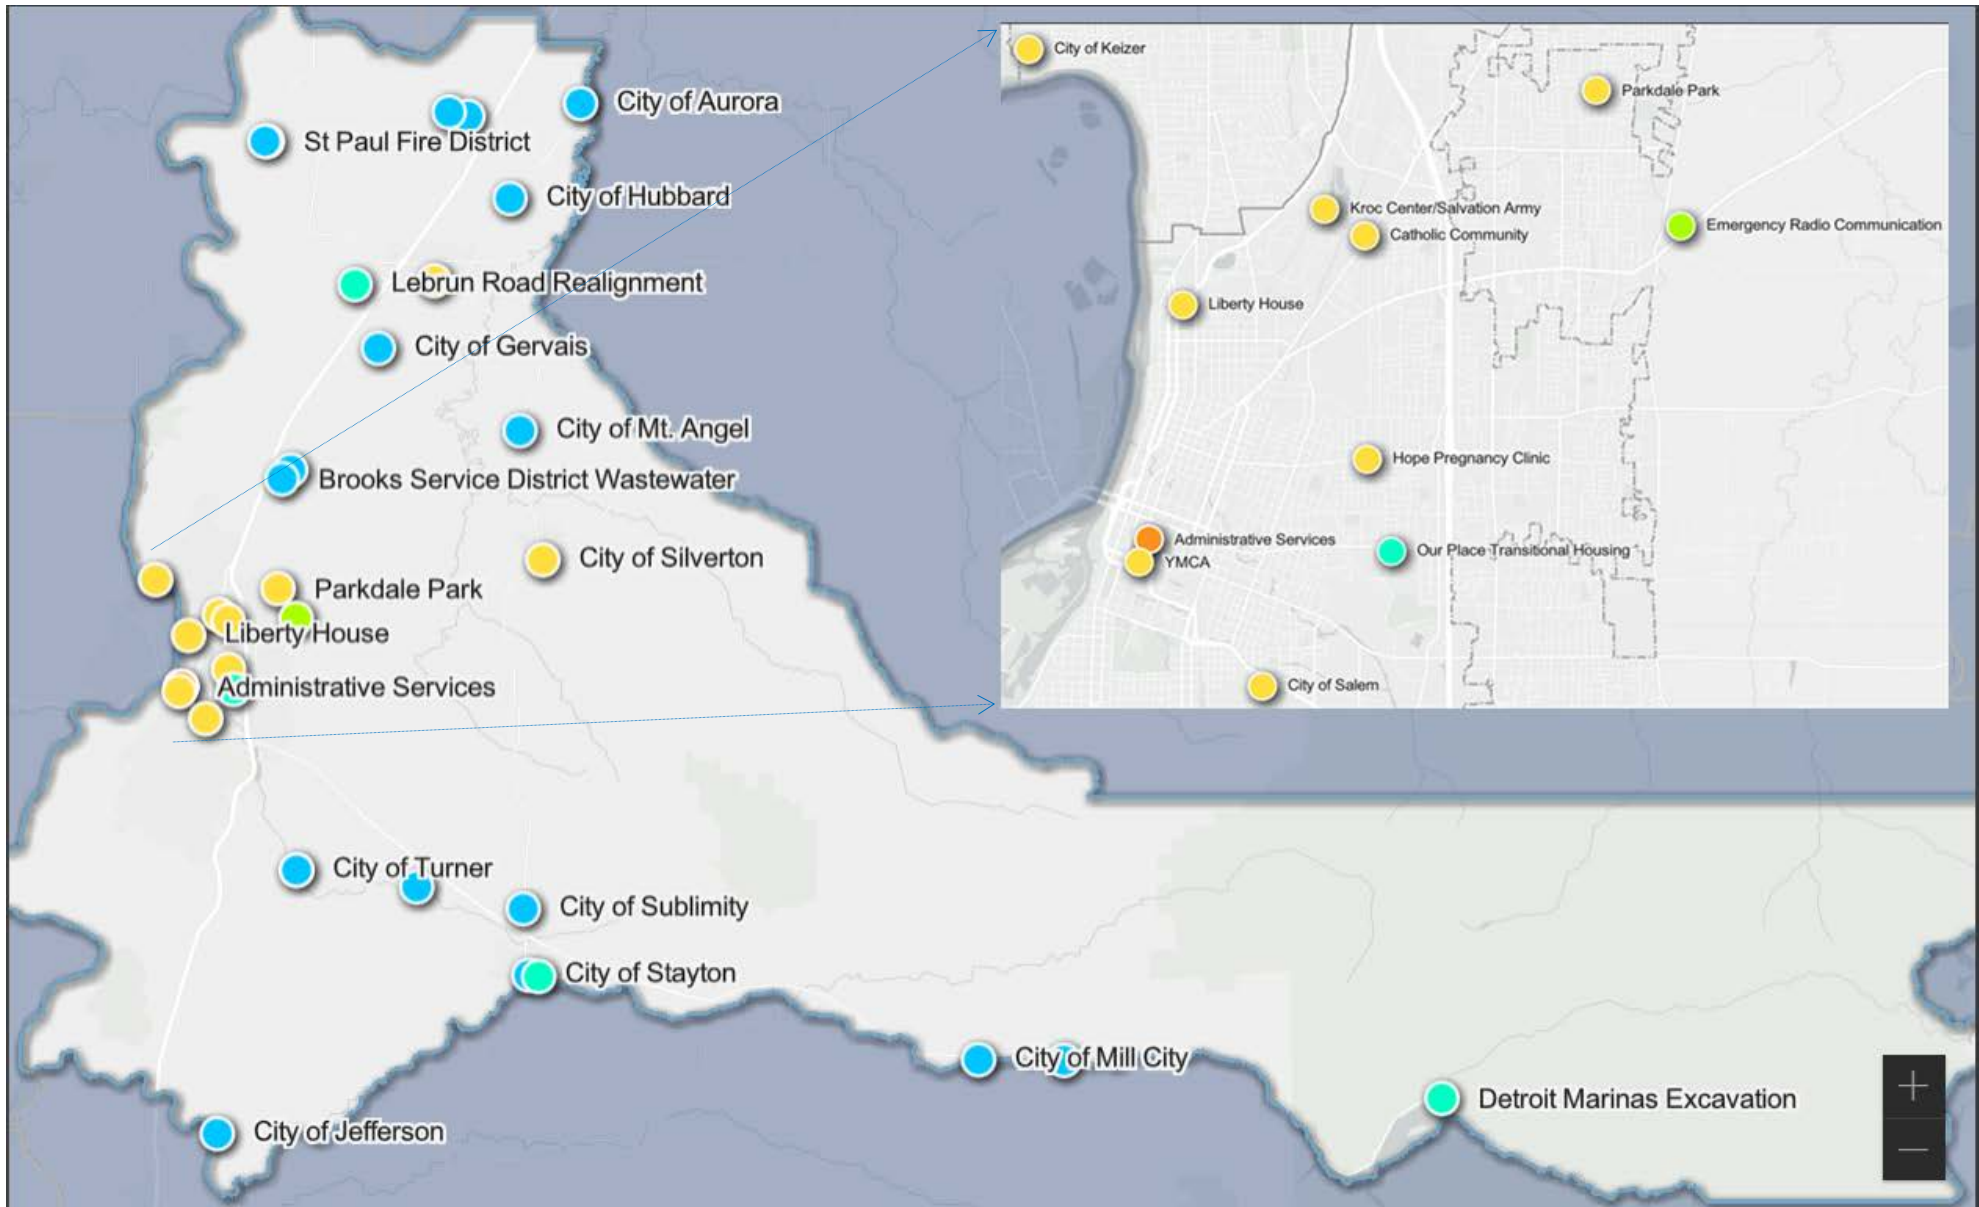 City of Aurora
St Paul Fire District
City of Hubbard
Lebrun Road Realignment
City of Gervais
City of Mt. Angel
Brooks Service District Wastewater
City of Silverton
Parkdale Park
Liberty House
Administrative Services
City of Turner
City of Sublimity
City of Stayton
City of Mill City
City of Jefferson
Detroit Marinas Excavation
City of Keizer
Parkdale Park
Kroc Center/Salvation Army
Emergency Radio Communication
Catholic Community
Liberty House
Hope Pregnancy Clinic
Administrative Services
Our Place Transitional Housing
YMCA
City of Salem
+
−